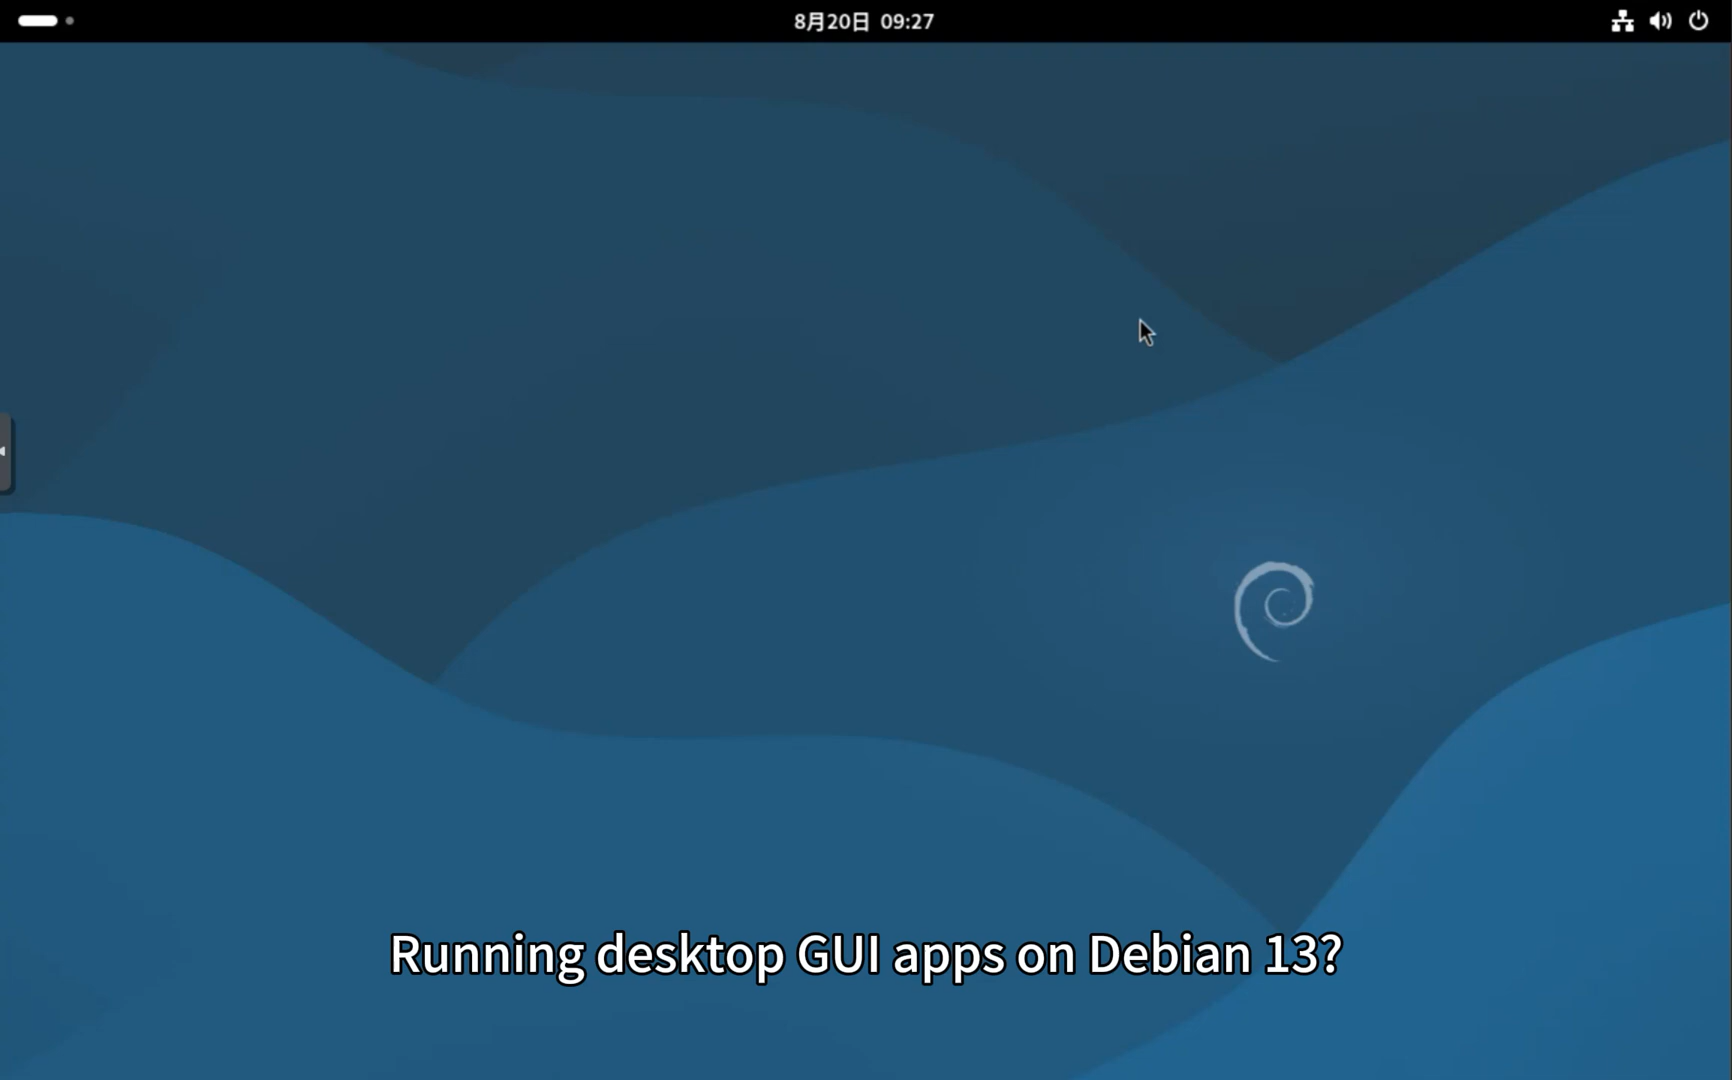 8月20日 09:27
Running desktop GUI apps on Debian 13?